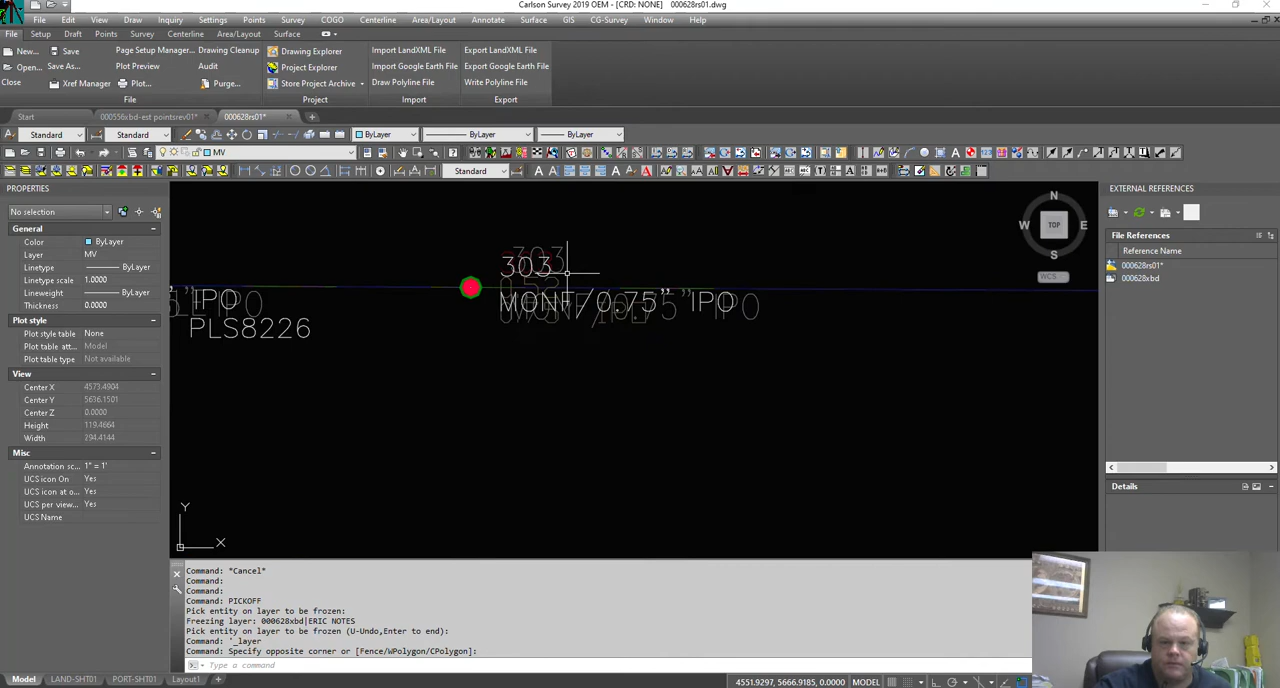 Carlson Survey 2019 OEM - [CRD: NONE] 000628rs01.dwg
File Edit View Draw Inquiry Settings Points Survey COGO Centerline Area/Layout Annotate Surface GIS CG-Survey Window Help
File Setup Draft Points Survey Centerline Area/Layout Surface
New... Save Page Setup Manager... Drawing Cleanup Drawing Explorer Import LandXML File Export LandXML File
Open... Save As... Plot Preview Audit Project Explorer Import Google Earth File Export Google Earth File
Close Xref Manager Plot... Purge... Store Project Archive Draw Polyline File Write Polyline File
File Project Import Export
Start 000556xbd-est pointsrev01* 000628rs01*
Standard Standard ByLayer ByLayer ByLayer
MV
Standard
PROPERTIES
No selection
General
Color ByLayer
Layer MV
Linetype ByLayer
Linetype scale 1.0000
Lineweight ByLayer
Thickness 0.0000
Plot style
Plot style table None
Plot table att... Model
Plot table type Not available
View
Center X 4573.4904
Center Y 5636.1501
Center Z 0.0000
Height 119.4664
Width 294.4144
Misc
Annotation sc... 1" = 1'
UCS icon On Yes
UCS icon at o... Yes
UCS per view... Yes
UCS Name
303
303
"IPO
PLS8226
MONF/0.75" IPO
N
W TOP E
S
WCS
Y
X
EXTERNAL REFERENCES
File References
Reference Name
000628rs01*
000628xbd
Details
Command: *Cancel*
Command:
Command:
Command: PICKOFF
Pick entity on layer to be frozen:
Freezing layer: 000628xbd|ERIC NOTES
Pick entity on layer to be frozen (U-Undo,Enter to end):
Command: '_layer
Command: Specify opposite corner or [Fence/WPolygon/CPolygon]:
Type a command
Model LAND-SHT01 PORT-SHT01 Layout1 +
4551.9297, 5666.9185, 0.0000 MODEL